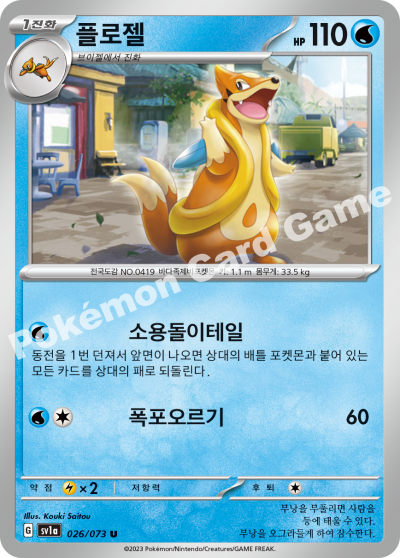 1진화
플로젤
HP 110
브이젤에서 진화
전국도감 NO.0419 바다족제비포켓몬 키: 1.1 m 몸무게: 33.5 kg
소용돌이테일
동전을 1번 던져서 앞면이 나오면 상대의 배틀 포켓몬과 붙어 있는
모든 카드를 상대의 패로 되돌린다.
폭포오르기 60
약점 ×2 저항력 후퇴
Illus. Kouki Saitou
G sv1a 026/073 U
부낭을 부풀리면 사람도
등에 태울 수 있다.
부낭을 오그라들게 하여 잠수한다.
©2023 Pokémon/Nintendo/Creatures/GAME FREAK.
Pokémon Card Game